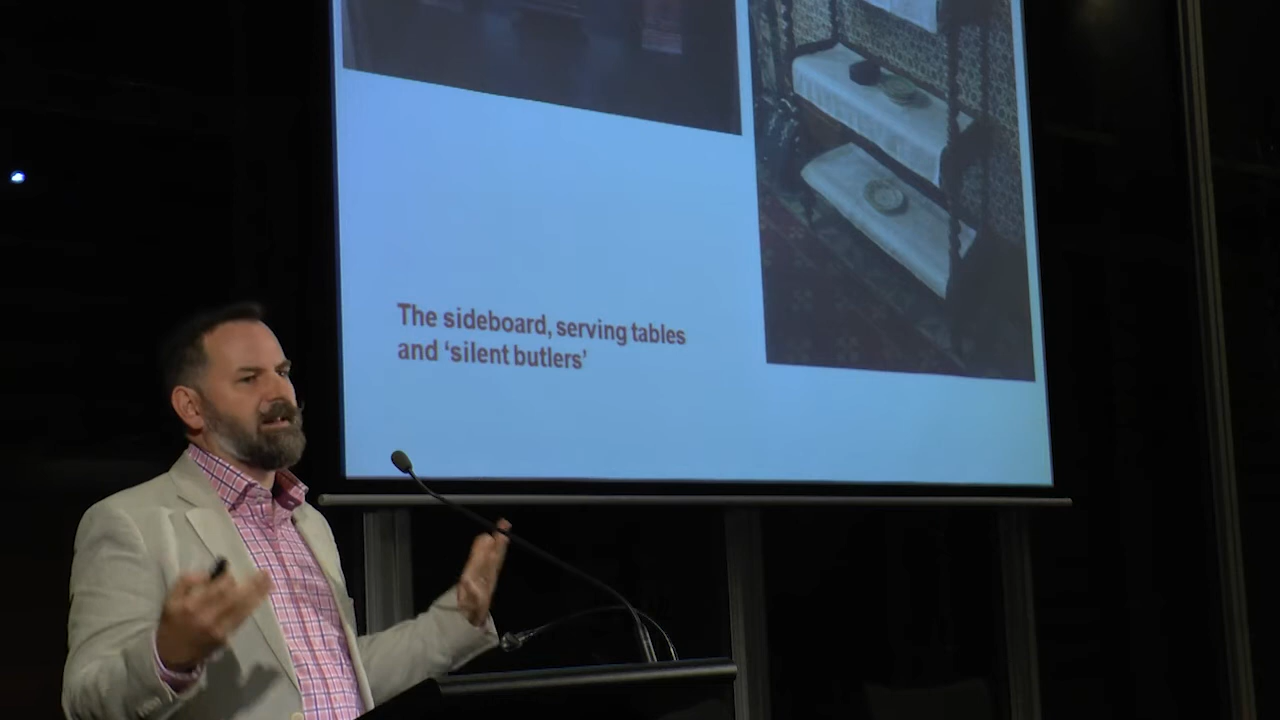 The sideboard, serving tables
and ‘silent butlers’